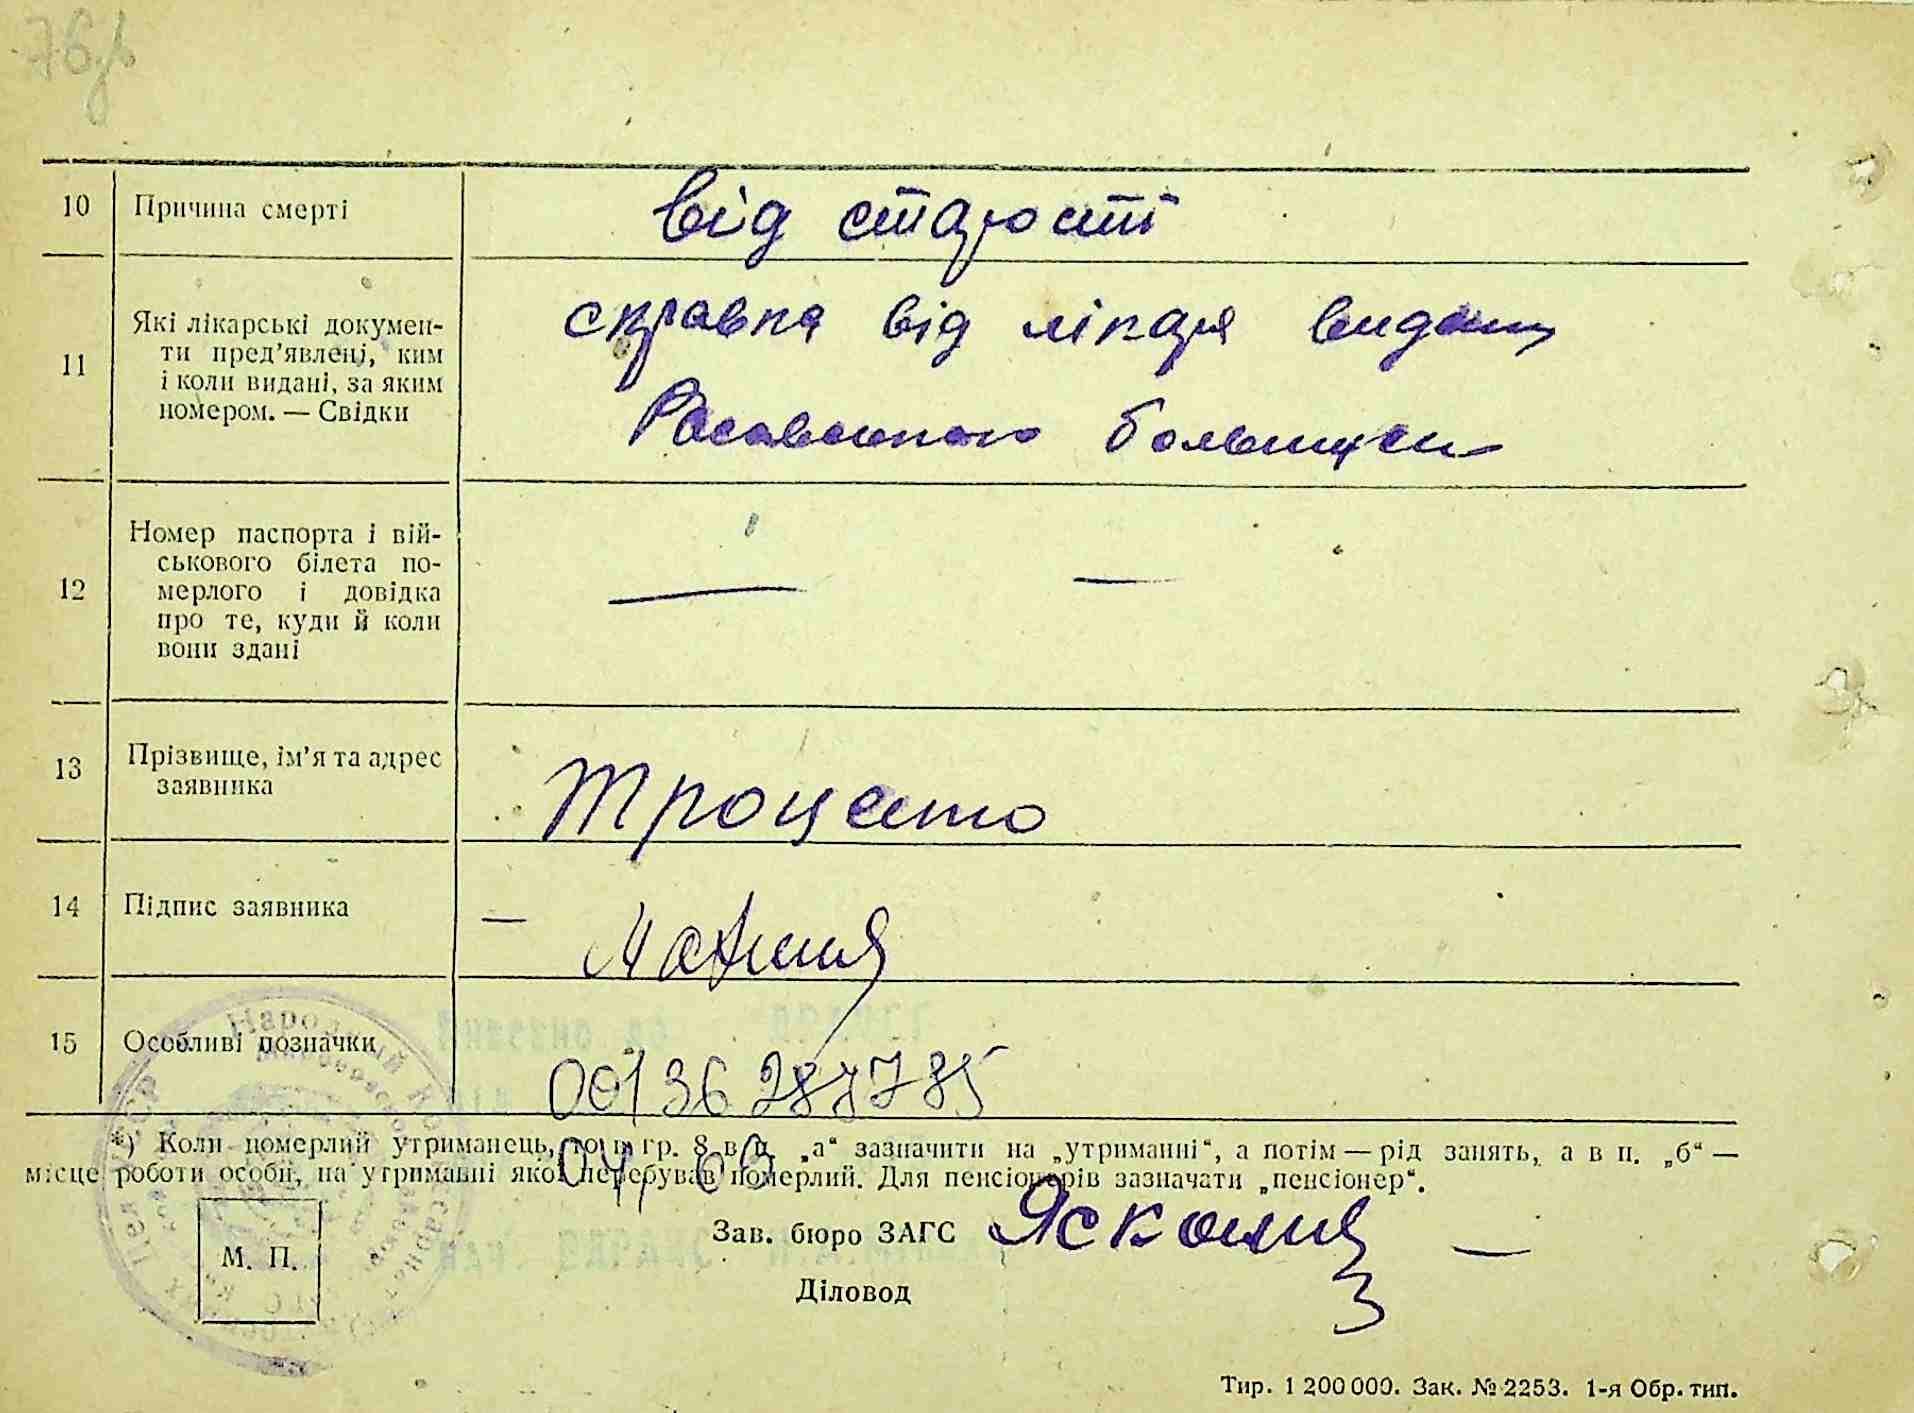 10 Причина смерті від старості
11 Які лікарські докумен-
ти пред'явлені, ким
і коли видані, за яким
номером. — Свідки
справка від лікаря видана
больници
12 Номер паспорта і вій-
ськового білета по-
мерлого і довідка
про те, куди й коли
вони здані
— —
13 Прізвище, ім'я та адрес
заявника
Троценко
14 Підпис заявника —
15 Особливі позначки
00136287785
*) Коли померлий утриманець, то в гр. 8 в п. „а“ зазначити на „утриманні“, а потім — рід занять, а в п. „б“ —
місце роботи особи, на утриманні якої перебував померлий. Для пенсіонерів зазначати „пенсіонер“.
Зав. бюро ЗАГС
М. П.
Діловод
Тир. 1 200 000. Зак. № 2253. 1-я Обр. тип.